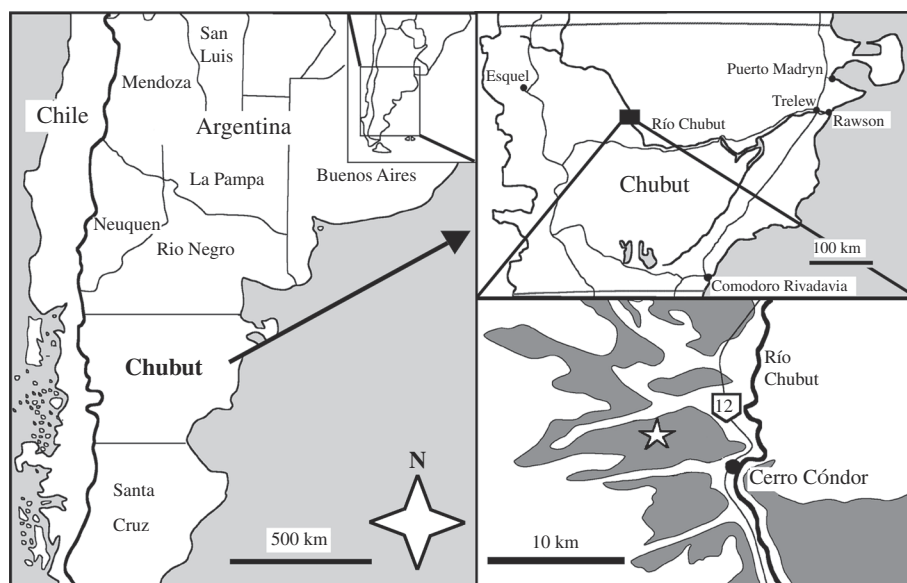 San
Luis
Mendoza
Chile
Argentina
La Pampa
Buenos Aires
Neuquen
Rio Negro
Chubut
Santa
Cruz
N
500 km
Esquel
Puerto Madryn
Trelew
Rawson
Río Chubut
Chubut
100 km
Comodoro Rivadavia
Río
Chubut
12
Cerro Cóndor
10 km